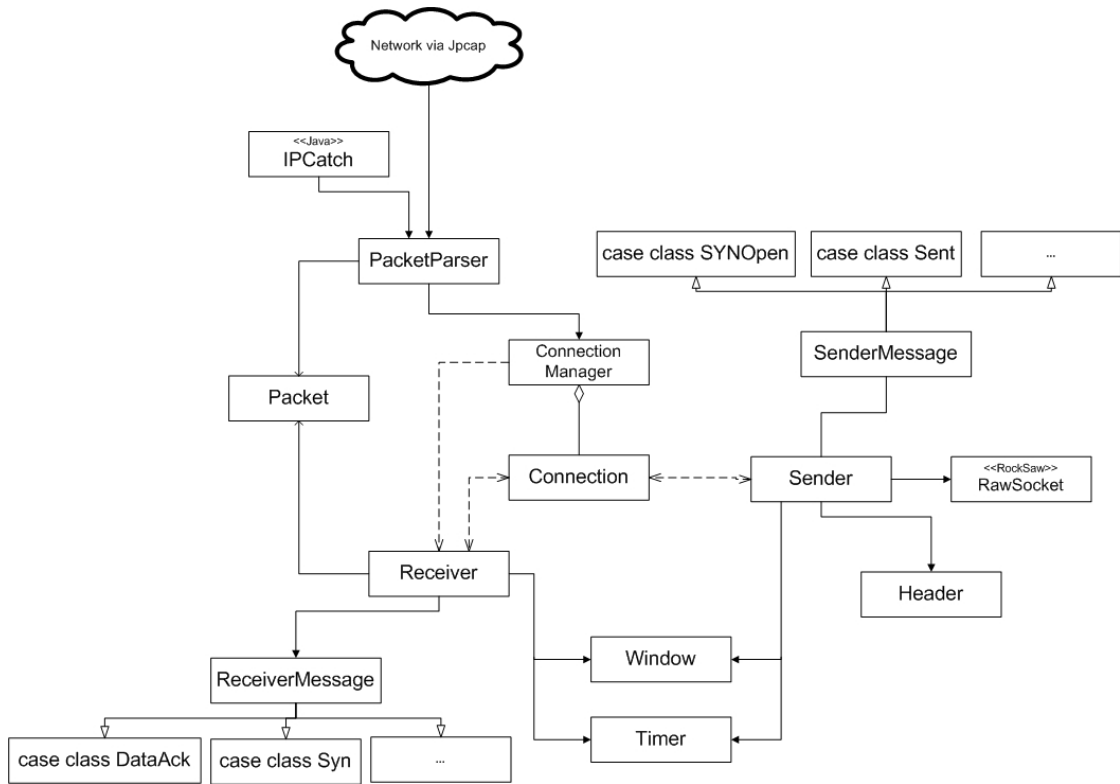 Network via Jpcap
<<Java>>
IPCatch
PacketParser
case class SYNOpen
case class Sent
...
Connection
Manager
SenderMessage
Packet
Connection
Sender
<<RockSaw>>
RawSocket
Receiver
Header
Window
ReceiverMessage
Timer
case class DataAck
case class Syn
...